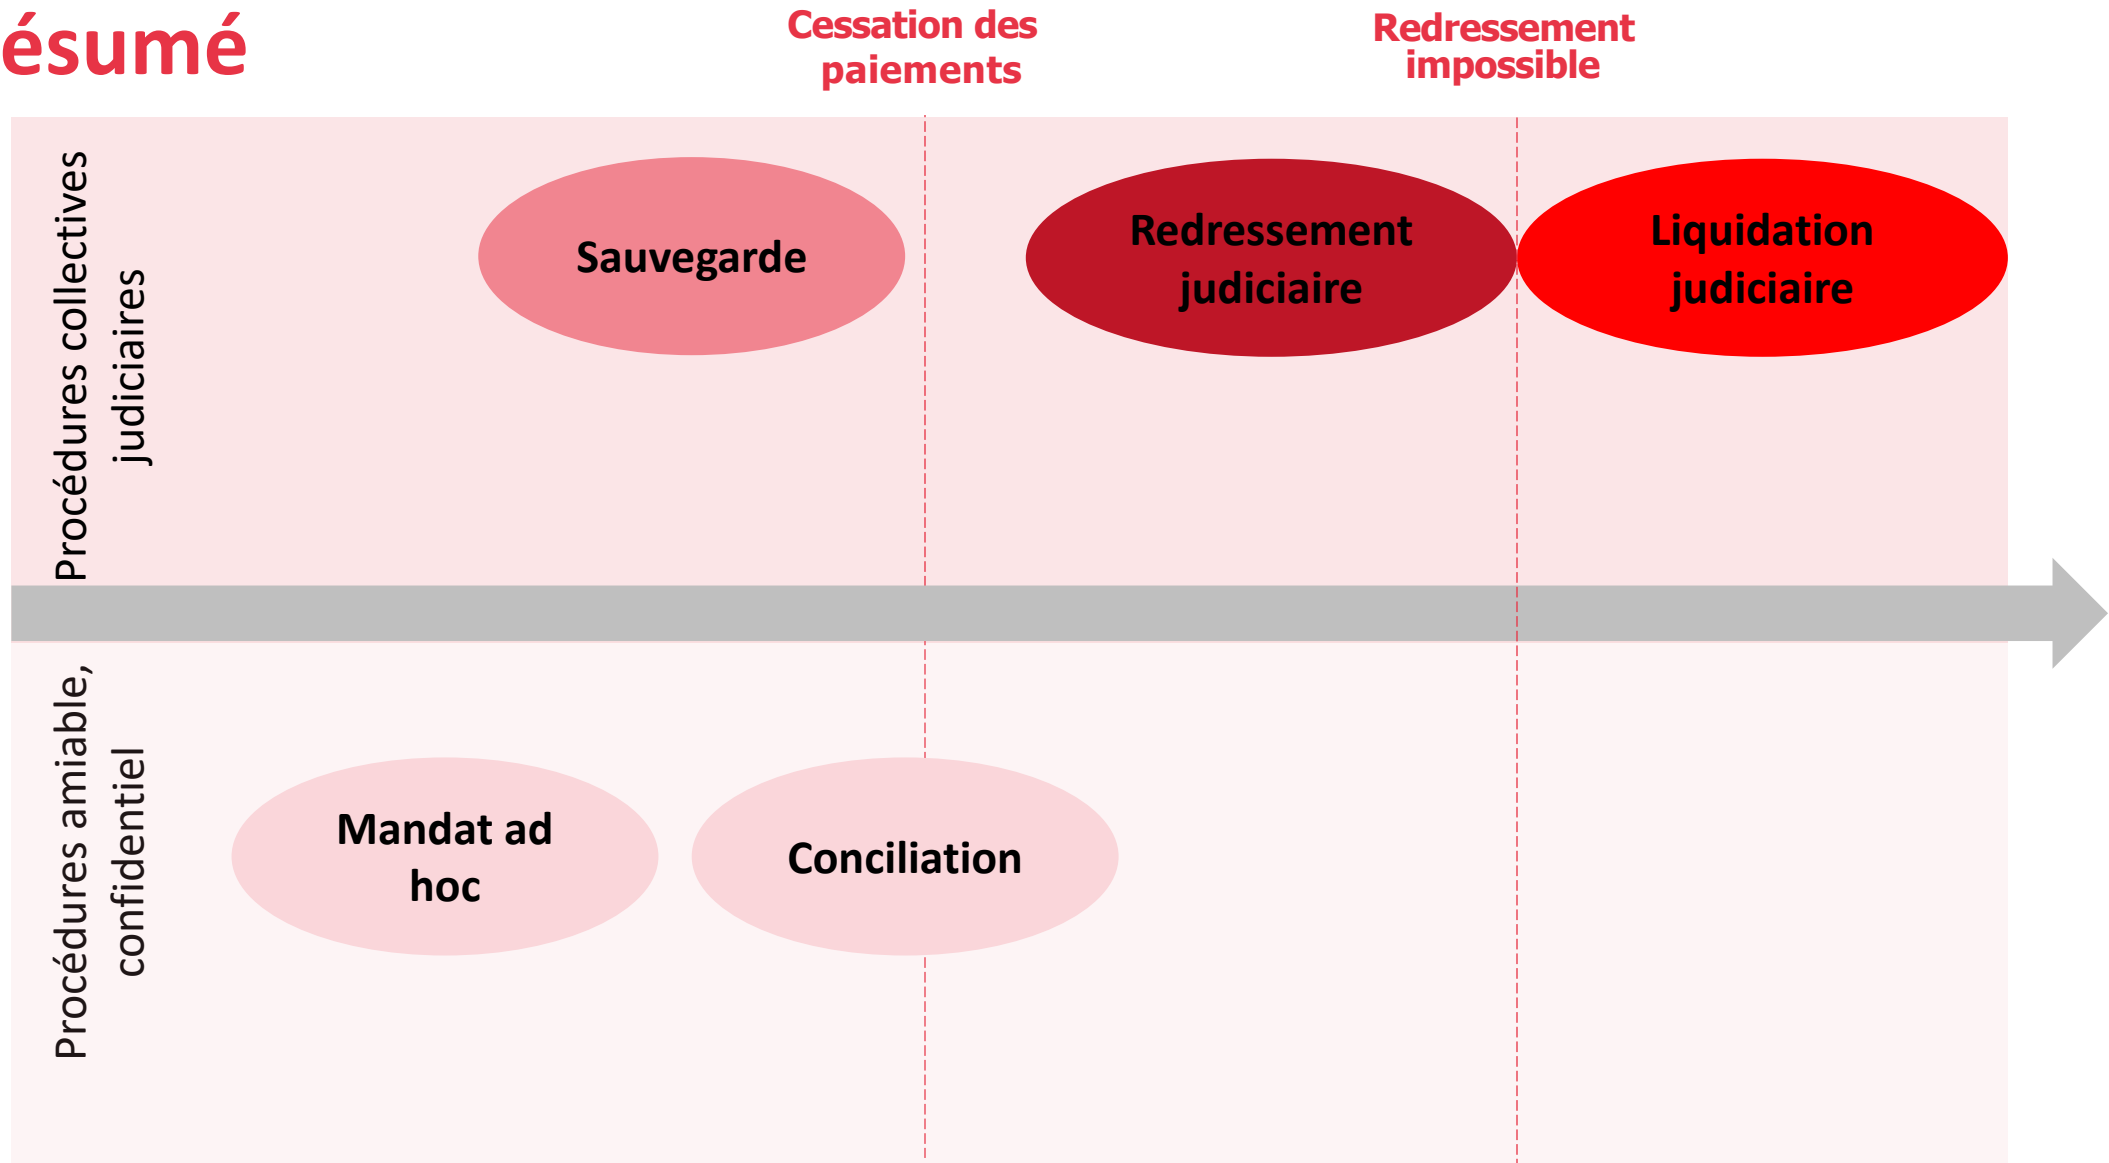 ésumé
Cessation des
paiements
Redressement
impossible
Procédures collectives
judiciaires
Sauvegarde
Redressement
judiciaire
Liquidation
judiciaire
Procédures amiable,
confidentiel
Mandat ad
hoc
Conciliation